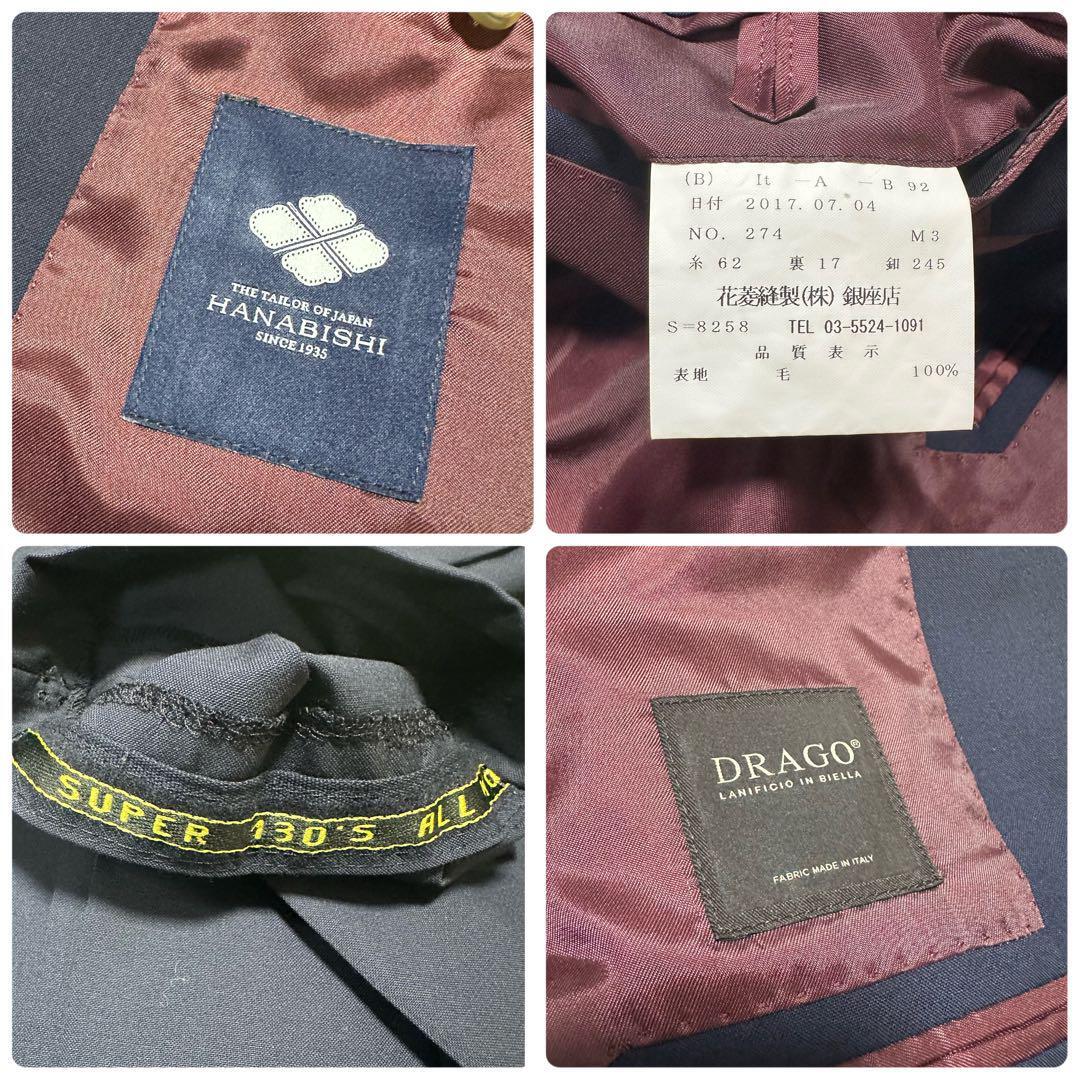 THE TAILOR OF JAPAN
HANABISHI
SINCE 1935
(B) It －A －B 92
日付 2017.07.04
NO. 274 M3
糸 62 裏 17 釦 245
花菱縫製(株) 銀座店
S=8258 TEL 03-5524-1091
品質表示
表地 毛 100%
SUPER 130'S ALL
DRAGO®
LANIFICIO IN BIELLA
FABRIC MADE IN ITALY